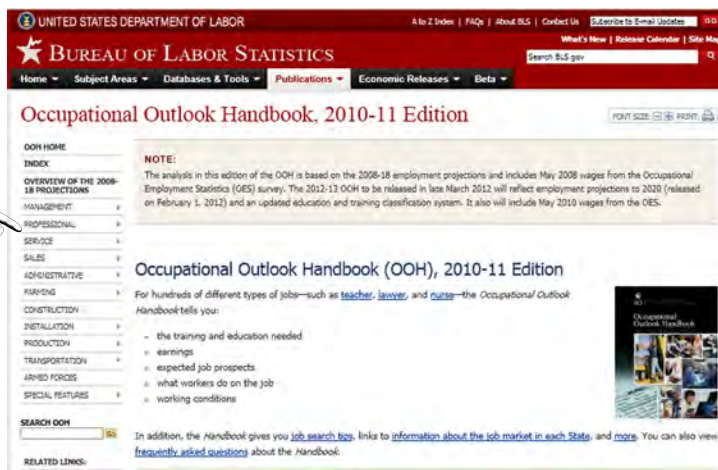 UNITED STATES DEPARTMENT OF LABOR
A to Z Index | FAQs | About BLS | Contact Us Subscribe to E-mail Updates GO
What's New | Release Calendar | Site Map
BUREAU OF LABOR STATISTICS
Search BLS.gov
Home Subject Areas Databases & Tools Publications Economic Releases Beta
Occupational Outlook Handbook, 2010-11 Edition
FONT SIZE: PRINT:
OOH HOME
INDEX
OVERVIEW OF THE 2008-
18 PROJECTIONS
MANAGEMENT
PROFESSIONAL
SERVICE
SALES
ADMINISTRATIVE
FARMING
CONSTRUCTION
INSTALLATION
PRODUCTION
TRANSPORTATION
ARMED FORCES
SPECIAL FEATURES
SEARCH OOH
GO
RELATED LINKS:
NOTE:
The analysis in this edition of the OOH is based on the 2008-18 employment projections and includes May 2008 wages from the Occupational
Employment Statistics (OES) survey. The 2012-13 OOH to be released in late March 2012 will reflect employment projections to 2020 (released
on February 1, 2012) and an updated education and training classification system. It also will include May 2010 wages from the OES.
Occupational Outlook Handbook (OOH), 2010-11 Edition
For hundreds of different types of jobs—such as teacher, lawyer, and nurse—the Occupational Outlook
Handbook tells you:
the training and education needed
earnings
expected job prospects
what workers do on the job
working conditions
Occupational
Outlook Handbook
In addition, the Handbook gives you job search tips, links to information about the job market in each State, and more. You can also view
frequently asked questions about the Handbook.